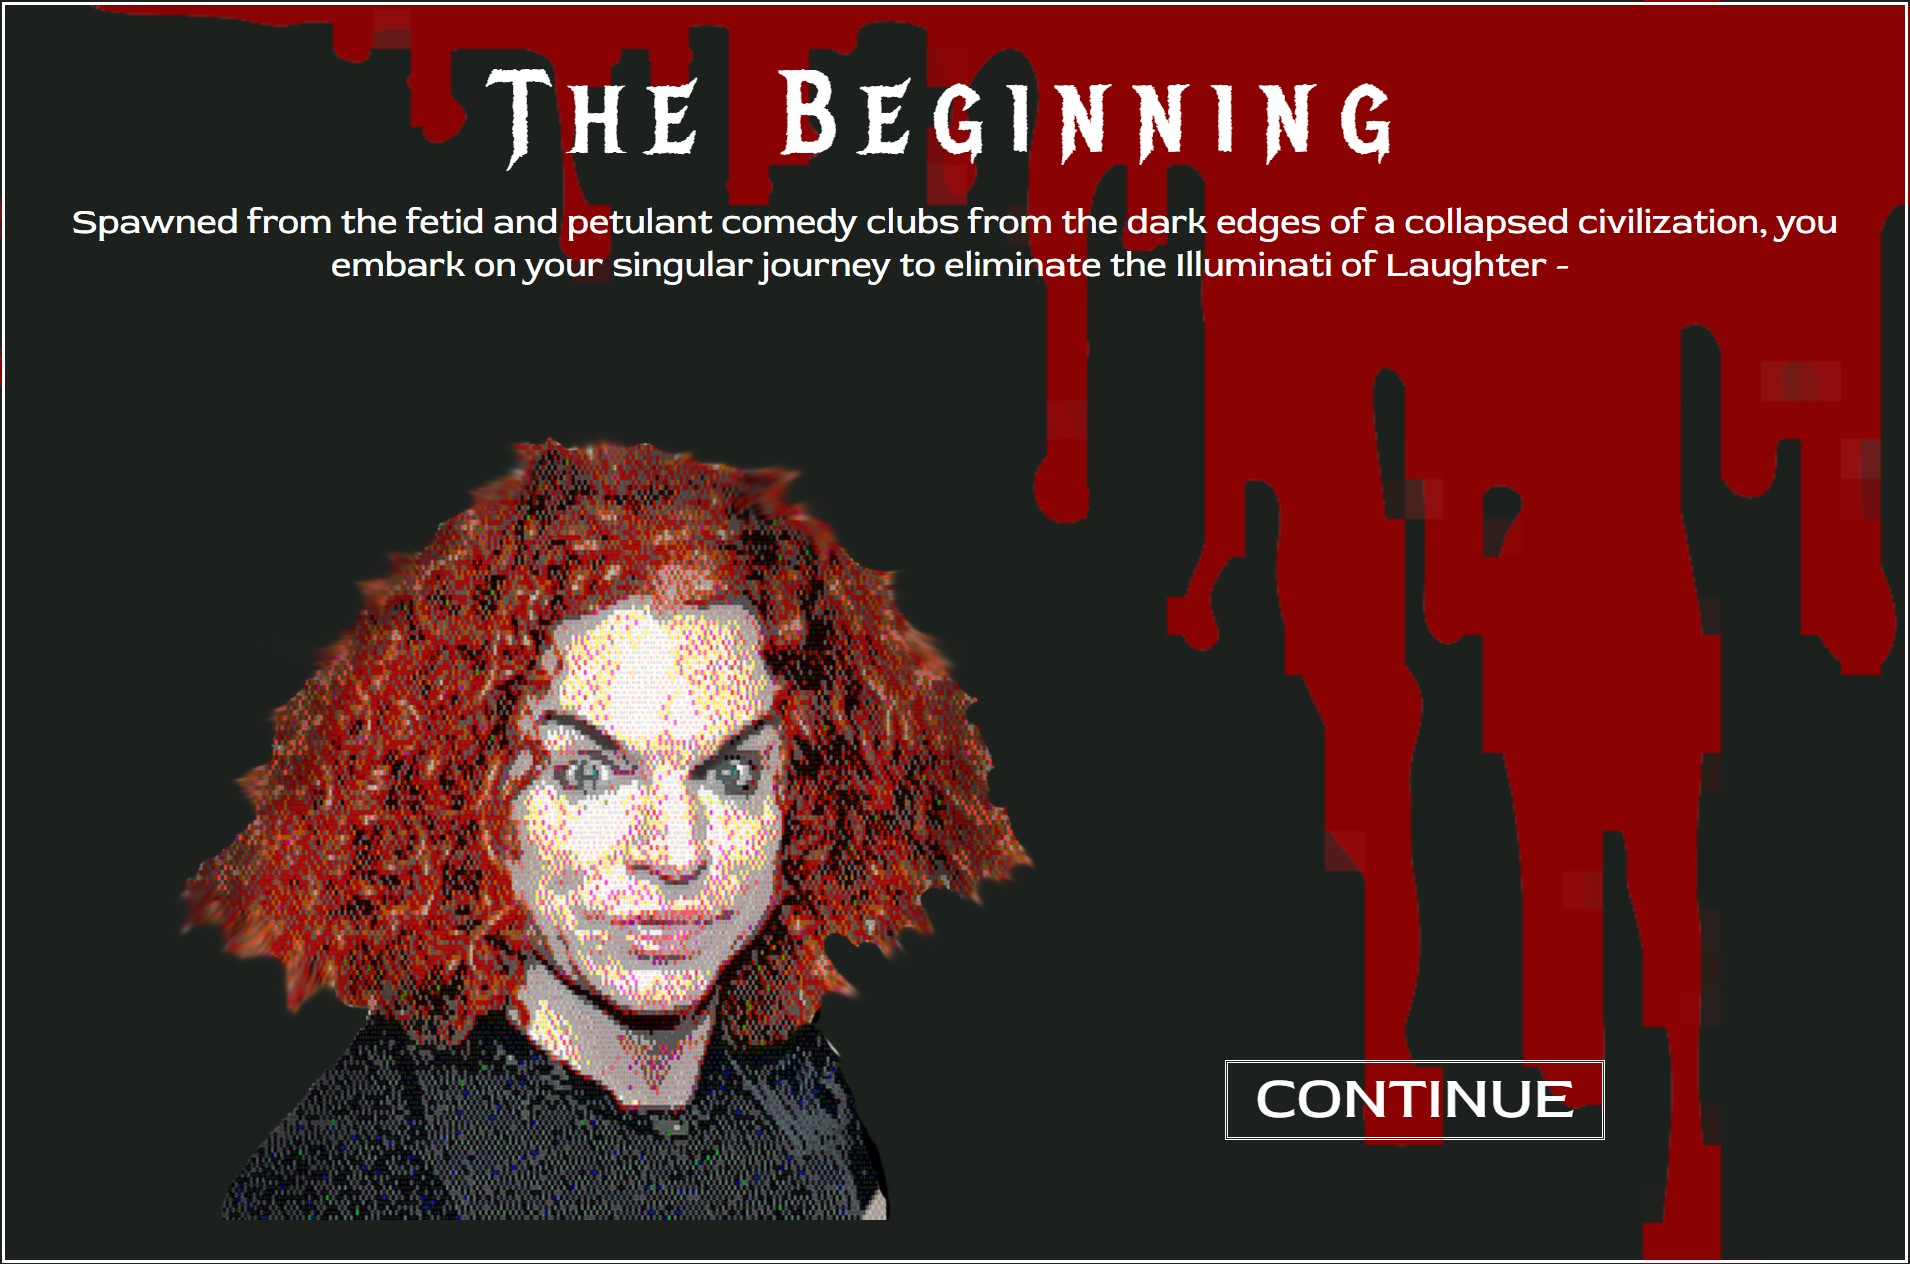 The Beginning
Spawned from the fetid and petulant comedy clubs from the dark edges of a collapsed civilization, you
embark on your singular journey to eliminate the Illuminati of Laughter -
CONTINUE